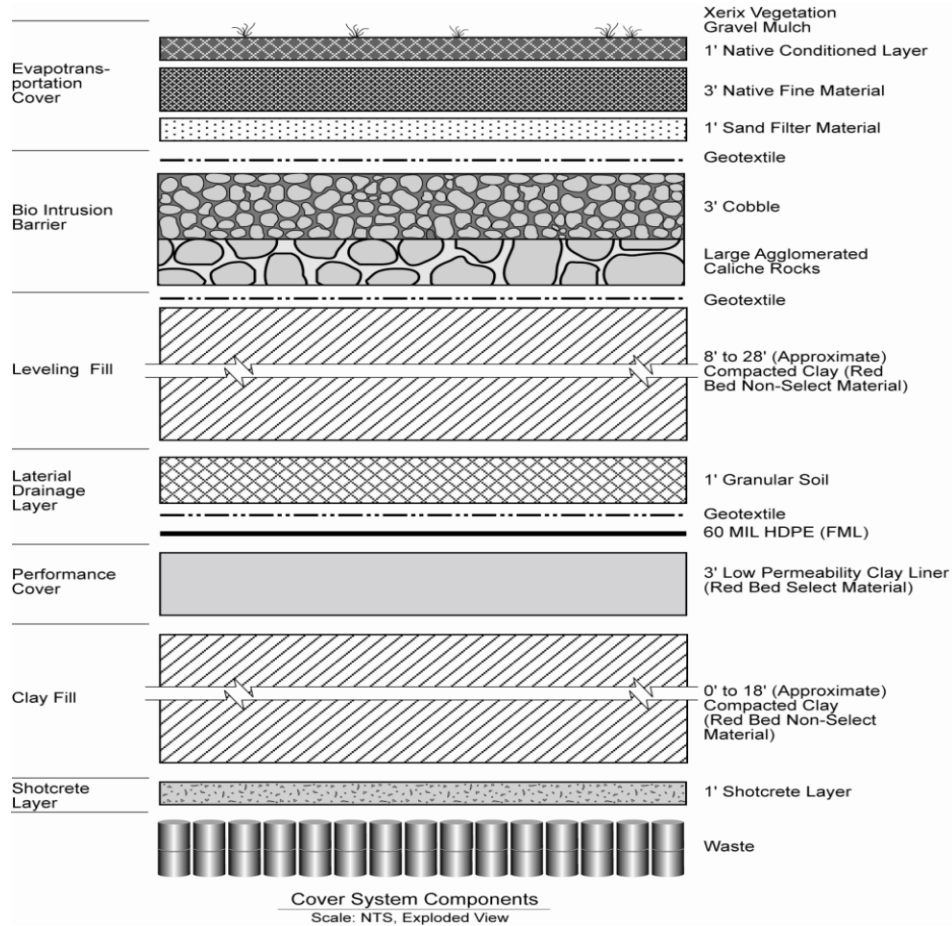 Xerix Vegetation
Gravel Mulch
Evapotrans-
portation
Cover
1' Native Conditioned Layer
3' Native Fine Material
1' Sand Filter Material
Geotextile
Bio Intrusion
Barrier
3' Cobble
Large Agglomerated
Caliche Rocks
Geotextile
Leveling Fill
8' to 28' (Approximate)
Compacted Clay (Red
Bed Non-Select Material)
Laterial
Drainage
Layer
1' Granular Soil
Geotextile
60 MIL HDPE (FML)
Performance
Cover
3' Low Permeability Clay Liner
(Red Bed Select Material)
Clay Fill
0' to 18' (Approximate)
Compacted Clay
(Red Bed Non-Select
Material)
Shotcrete
Layer
1' Shotcrete Layer
Waste
Cover System Components
Scale: NTS, Exploded View